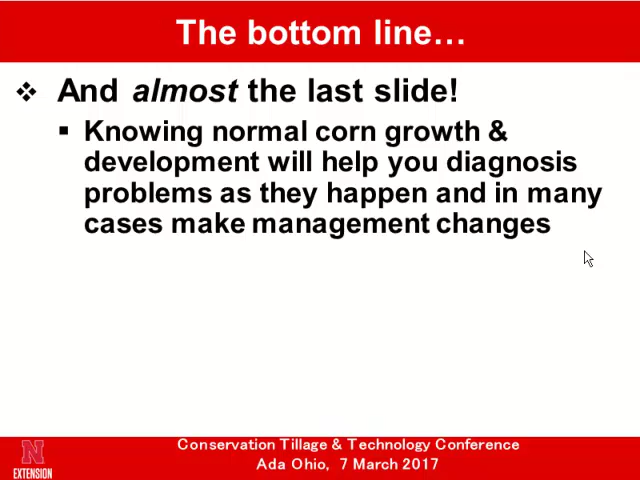 The bottom line…
❖ And almost the last slide!
▪ Knowing normal corn growth &
development will help you diagnosis
problems as they happen and in many
cases make management changes
Conservation Tillage & Technology Conference
Ada Ohio, 7 March 2017
N
EXTENSION